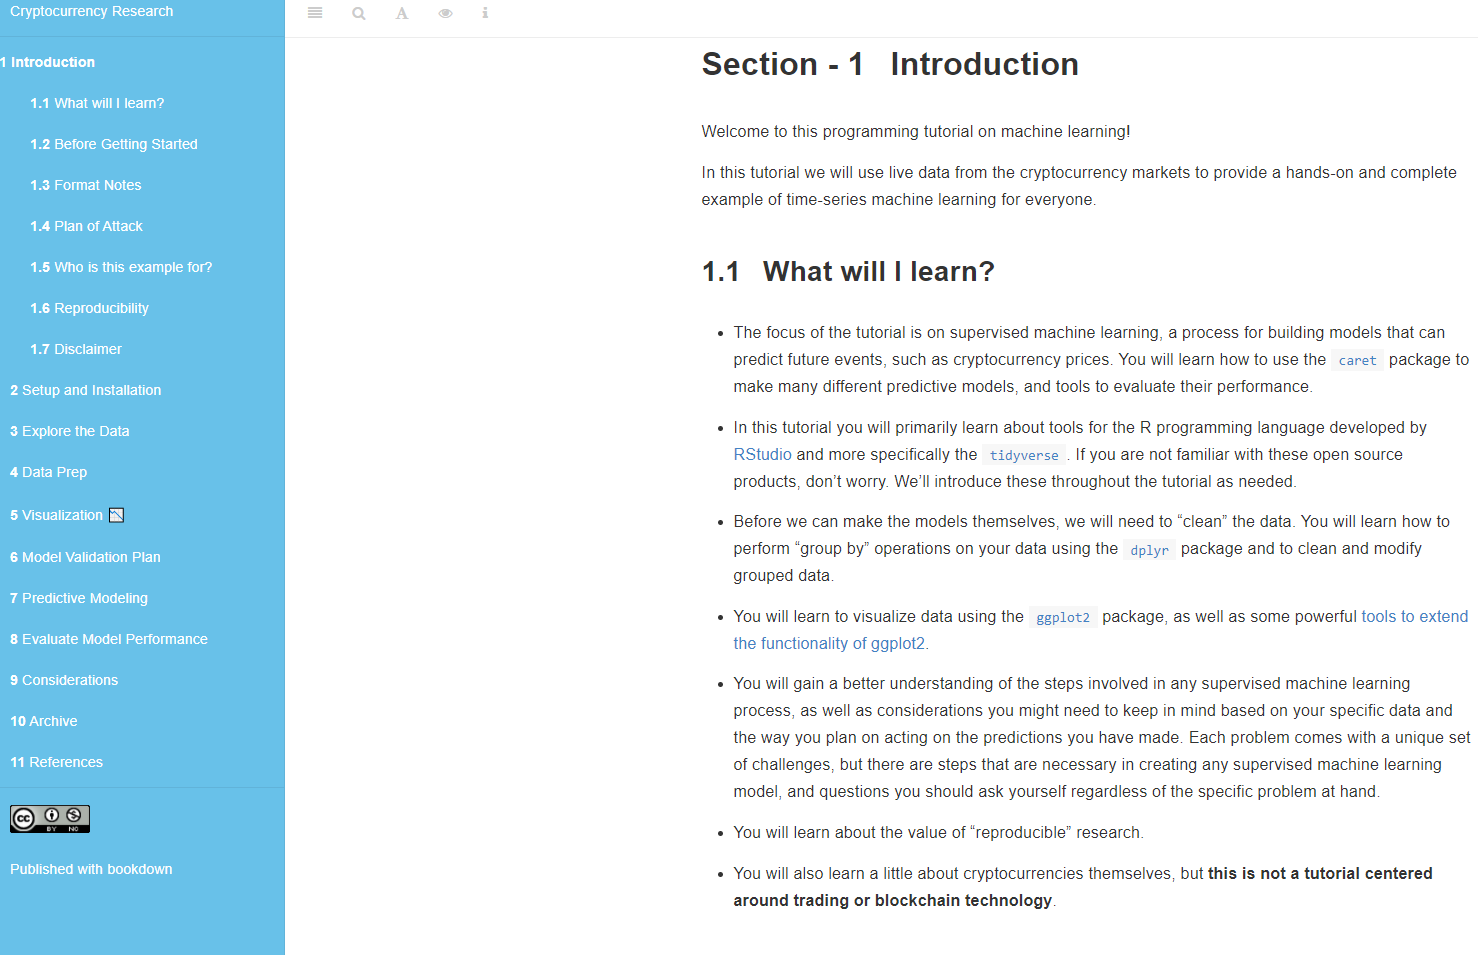 Cryptocurrency Research
1 Introduction
1.1 What will I learn?
1.2 Before Getting Started
1.3 Format Notes
1.4 Plan of Attack
1.5 Who is this example for?
1.6 Reproducibility
1.7 Disclaimer
2 Setup and Installation
3 Explore the Data
4 Data Prep
5 Visualization
6 Model Validation Plan
7 Predictive Modeling
8 Evaluate Model Performance
9 Considerations
10 Archive
11 References
cc BY NC
Published with bookdown
Section - 1 Introduction
Welcome to this programming tutorial on machine learning!
In this tutorial we will use live data from the cryptocurrency markets to provide a hands-on and complete
example of time-series machine learning for everyone.
1.1 What will I learn?
• The focus of the tutorial is on supervised machine learning, a process for building models that can
predict future events, such as cryptocurrency prices. You will learn how to use the caret package to
make many different predictive models, and tools to evaluate their performance.
• In this tutorial you will primarily learn about tools for the R programming language developed by
RStudio and more specifically the tidyverse . If you are not familiar with these open source
products, don’t worry. We’ll introduce these throughout the tutorial as needed.
• Before we can make the models themselves, we will need to “clean” the data. You will learn how to
perform “group by” operations on your data using the dplyr package and to clean and modify
grouped data.
• You will learn to visualize data using the ggplot2 package, as well as some powerful tools to extend
the functionality of ggplot2.
• You will gain a better understanding of the steps involved in any supervised machine learning
process, as well as considerations you might need to keep in mind based on your specific data and
the way you plan on acting on the predictions you have made. Each problem comes with a unique set
of challenges, but there are steps that are necessary in creating any supervised machine learning
model, and questions you should ask yourself regardless of the specific problem at hand.
• You will learn about the value of “reproducible” research.
• You will also learn a little about cryptocurrencies themselves, but this is not a tutorial centered
around trading or blockchain technology.